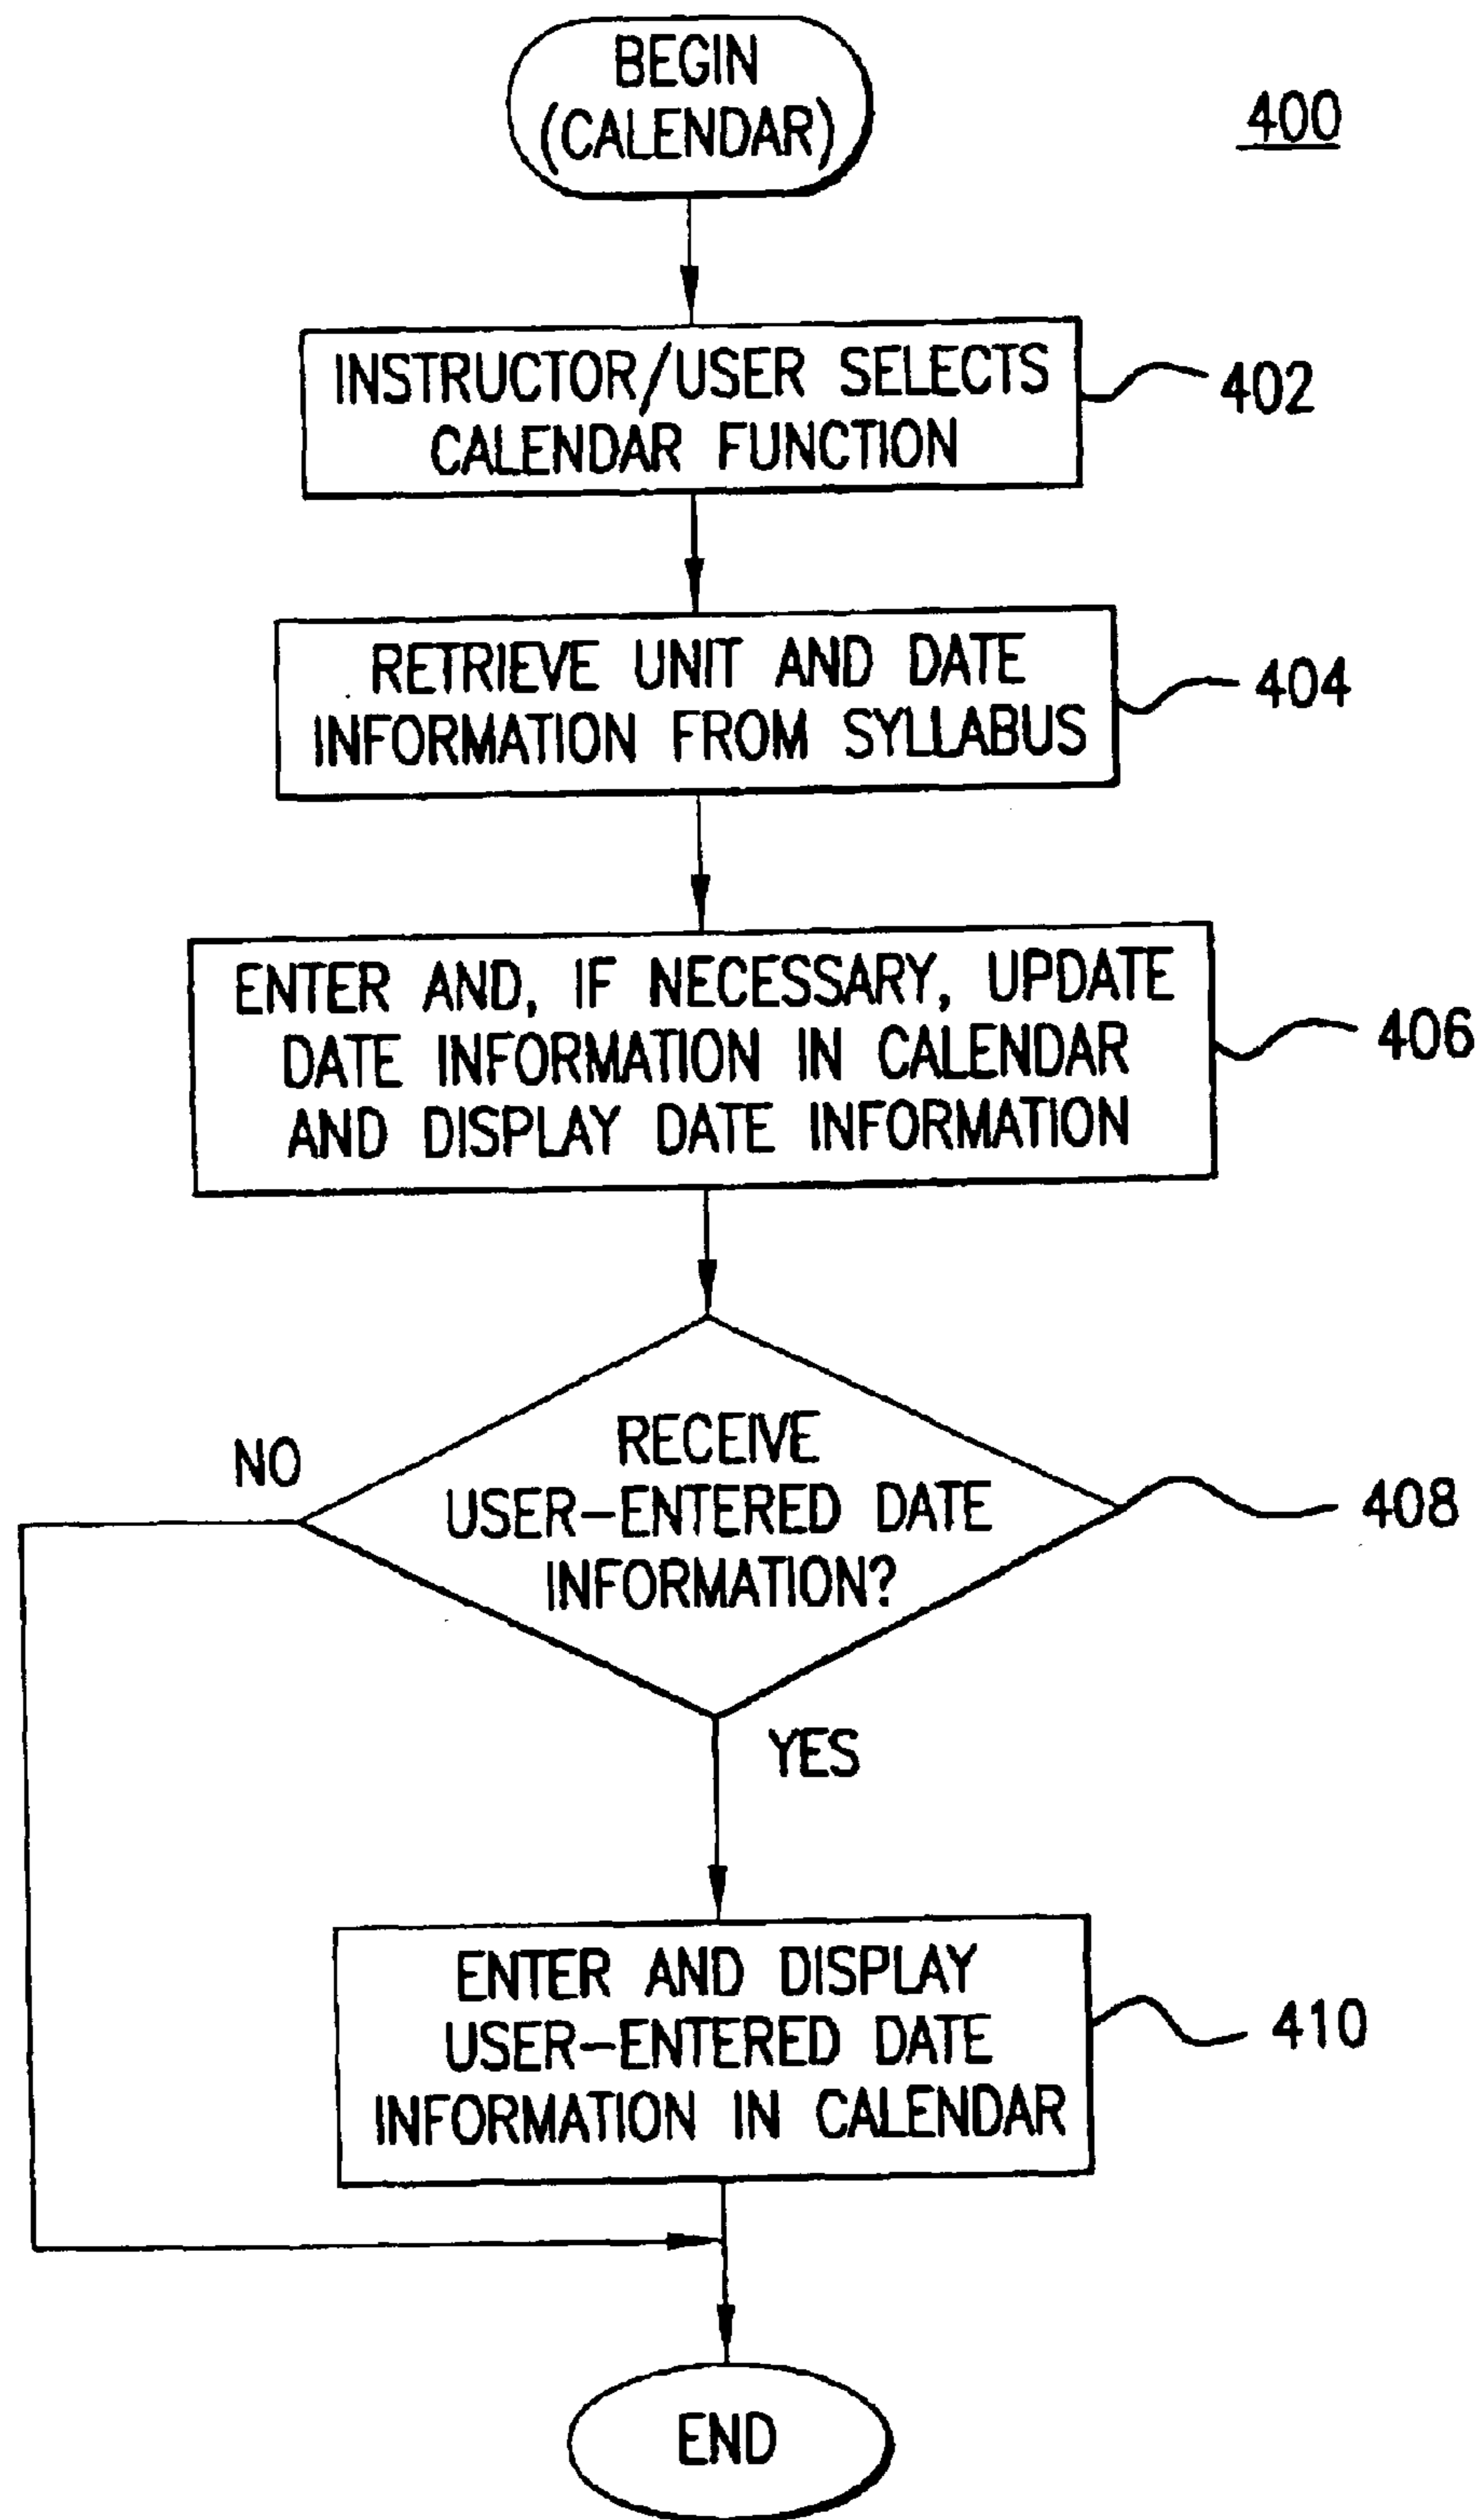 BEGIN
(CALENDAR)
400
INSTRUCTOR/USER SELECTS
CALENDAR FUNCTION
402
RETRIEVE UNIT AND DATE
INFORMATION FROM SYLLABUS
404
ENTER AND, IF NECESSARY, UPDATE
DATE INFORMATION IN CALENDAR
AND DISPLAY DATE INFORMATION
406
RECEIVE
USER-ENTERED DATE
INFORMATION?
NO
408
YES
ENTER AND DISPLAY
USER-ENTERED DATE
INFORMATION IN CALENDAR
410
END